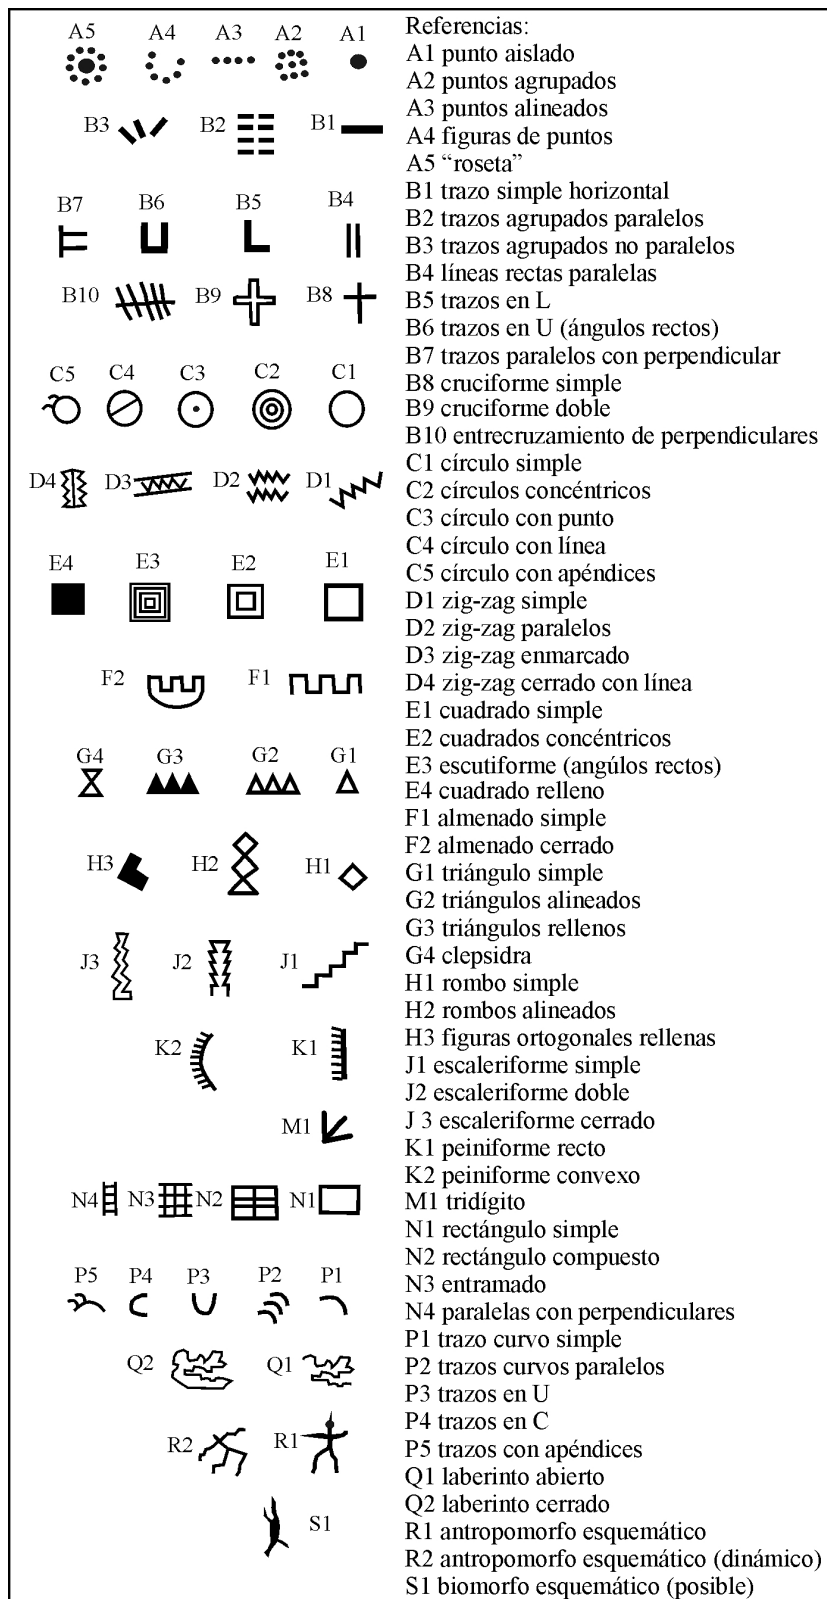 A5 A4 A3 A2 A1
B3 B2 B1
B7 B6 B5 B4
B10 B9 B8
C5 C4 C3 C2 C1
D4 D3 D2 D1
E4 E3 E2 E1
F2 F1
G4 G3 G2 G1
H3 H2 H1
J3 J2 J1
K2 K1
M1
N4 N3 N2 N1
P5 P4 P3 P2 P1
Q2 Q1
R2 R1
S1
Referencias:
A1 punto aislado
A2 puntos agrupados
A3 puntos alineados
A4 figuras de puntos
A5 “roseta”
B1 trazo simple horizontal
B2 trazos agrupados paralelos
B3 trazos agrupados no paralelos
B4 líneas rectas paralelas
B5 trazos en L
B6 trazos en U (ángulos rectos)
B7 trazos paralelos con perpendicular
B8 cruciforme simple
B9 cruciforme doble
B10 entrecruzamiento de perpendiculares
C1 círculo simple
C2 círculos concéntricos
C3 círculo con punto
C4 círculo con línea
C5 círculo con apéndices
D1 zig-zag simple
D2 zig-zag paralelos
D3 zig-zag enmarcado
D4 zig-zag cerrado con línea
E1 cuadrado simple
E2 cuadrados concéntricos
E3 escutiforme (angúlos rectos)
E4 cuadrado relleno
F1 almenado simple
F2 almenado cerrado
G1 triángulo simple
G2 triángulos alineados
G3 triángulos rellenos
G4 clepsidra
H1 rombo simple
H2 rombos alineados
H3 figuras ortogonales rellenas
J1 escaleriforme simple
J2 escaleriforme doble
J 3 escaleriforme cerrado
K1 peiniforme recto
K2 peiniforme convexo
M1 tridígito
N1 rectángulo simple
N2 rectángulo compuesto
N3 entramado
N4 paralelas con perpendiculares
P1 trazo curvo simple
P2 trazos curvos paralelos
P3 trazos en U
P4 trazos en C
P5 trazos con apéndices
Q1 laberinto abierto
Q2 laberinto cerrado
R1 antropomorfo esquemático
R2 antropomorfo esquemático (dinámico)
S1 biomorfo esquemático (posible)